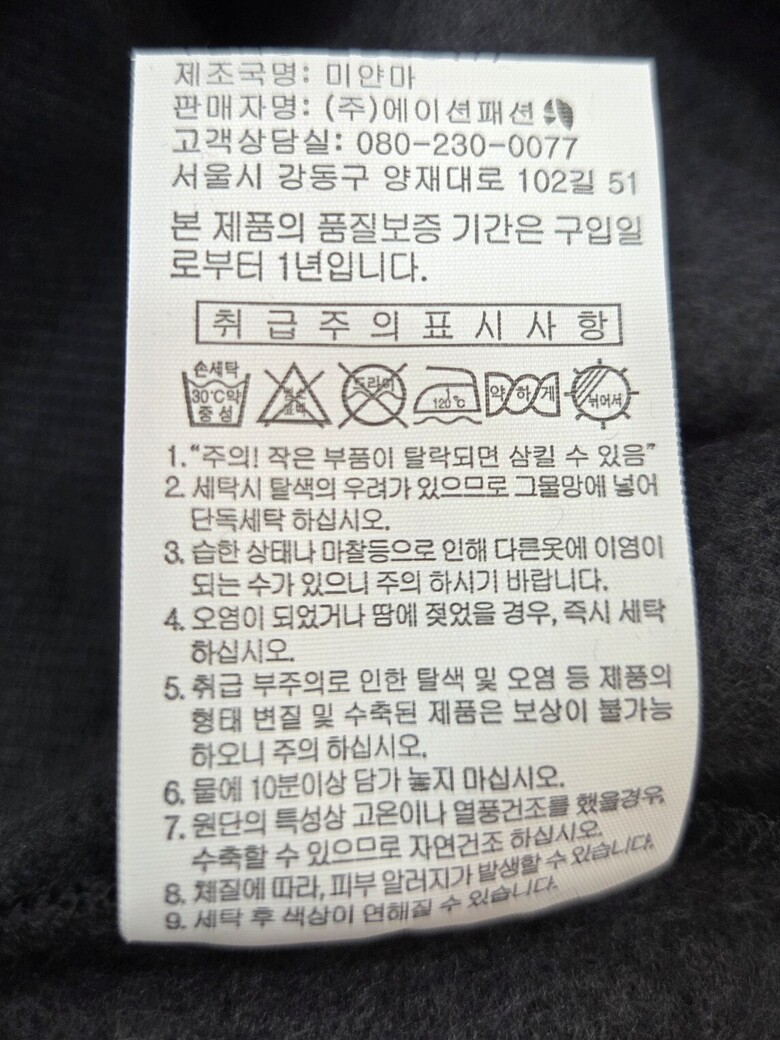 제조국명: 미얀마
판매자명: (주)에이션패션
고객상담실: 080-230-0077
서울시 강동구 양재대로 102길 51
본 제품의 품질보증 기간은 구입일
로부터 1년입니다.
취급주의표시사항
손세탁
30℃약 드라이 120℃ 약하게 뉘어서
중성
1. “주의! 작은 부품이 탈락되면 삼킬 수 있음”
2. 세탁시 탈색의 우려가 있으므로 그물망에 넣어
단독세탁 하십시오.
3. 습한 상태나 마찰등으로 인해 다른옷에 이염이
되는 수가 있으니 주의 하시기 바랍니다.
4. 오염이 되었거나 땀에 젖었을 경우, 즉시 세탁
하십시오.
5. 취급 부주의로 인한 탈색 및 오염 등 제품의
형태 변질 및 수축된 제품은 보상이 불가능
하오니 주의 하십시오.
6. 물에 10분이상 담가 놓지 마십시오.
7. 원단의 특성상 고온이나 열풍건조를 했을경우,
수축할 수 있으므로 자연건조 하십시오.
8. 체질에 따라, 피부 알러지가 발생할 수 있습니다.
9. 세탁 후 색상이 연해질 수 있습니다.